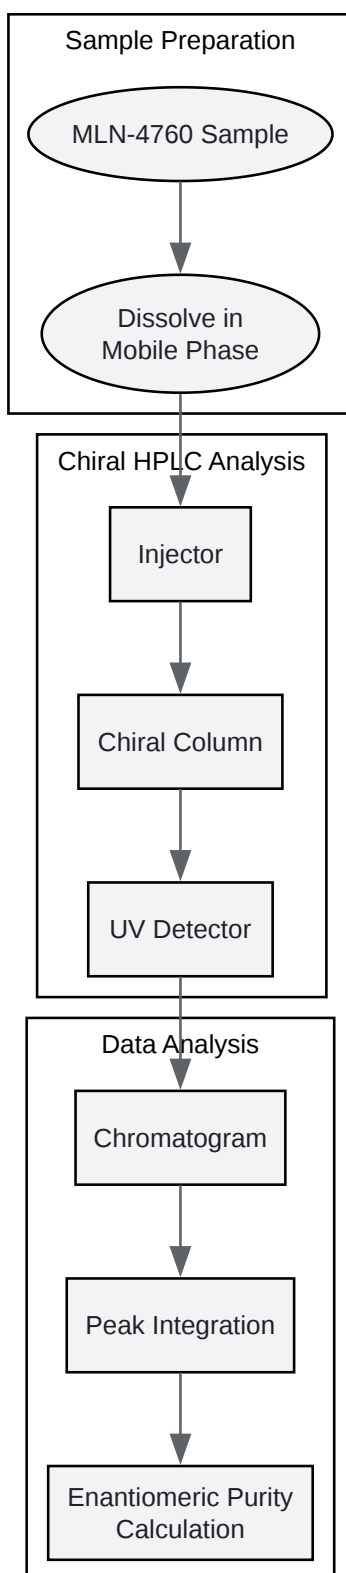 Sample Preparation
MLN-4760 Sample
Dissolve in
Mobile Phase
Chiral HPLC Analysis
Injector
Chiral Column
UV Detector
Data Analysis
Chromatogram
Peak Integration
Enantiomeric Purity
Calculation